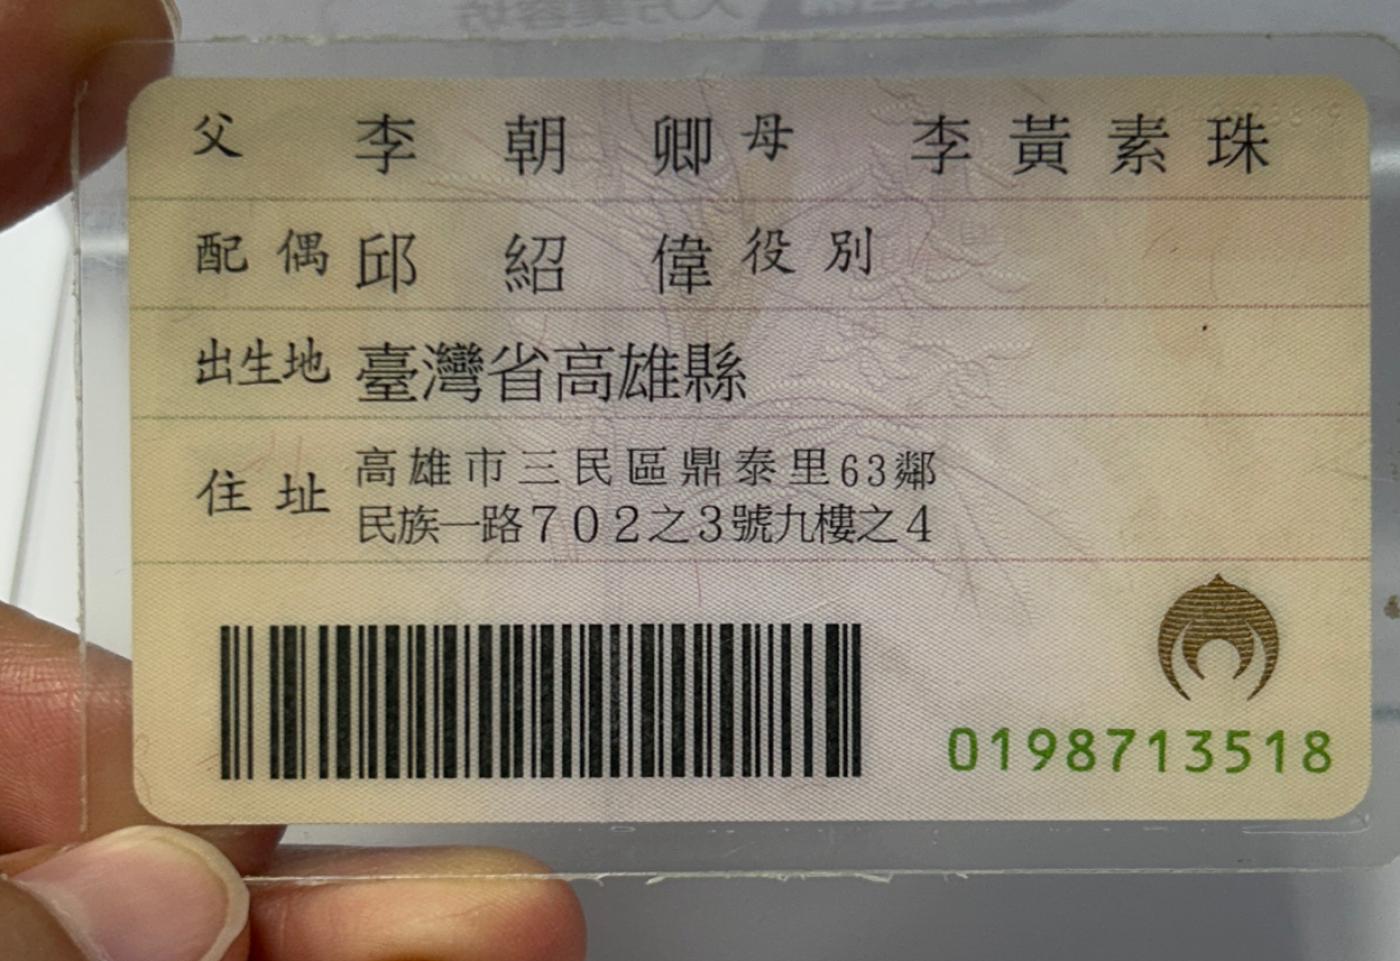 父 李朝卿 母 李黃素珠
配偶 邱紹偉 役別
出生地 臺灣省高雄縣
住址 高雄市三民區鼎泰里63鄰
民族一路702之3號九樓之4
0198713518